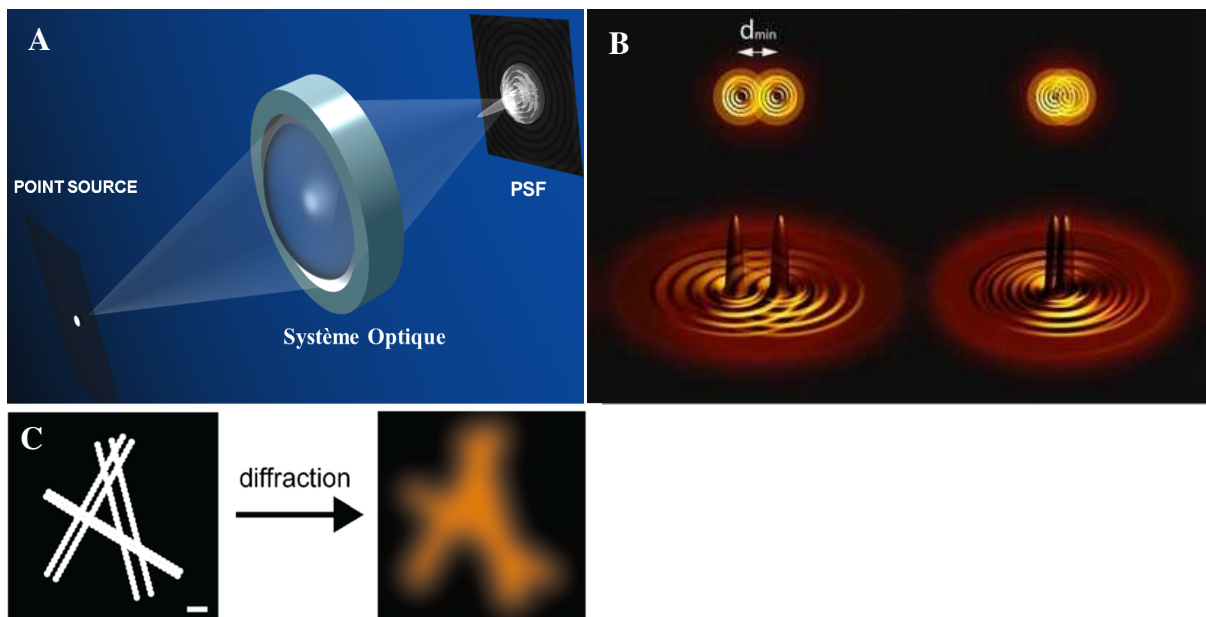 A
POINT SOURCE
PSF
Système Optique
B
dmin
C
diffraction